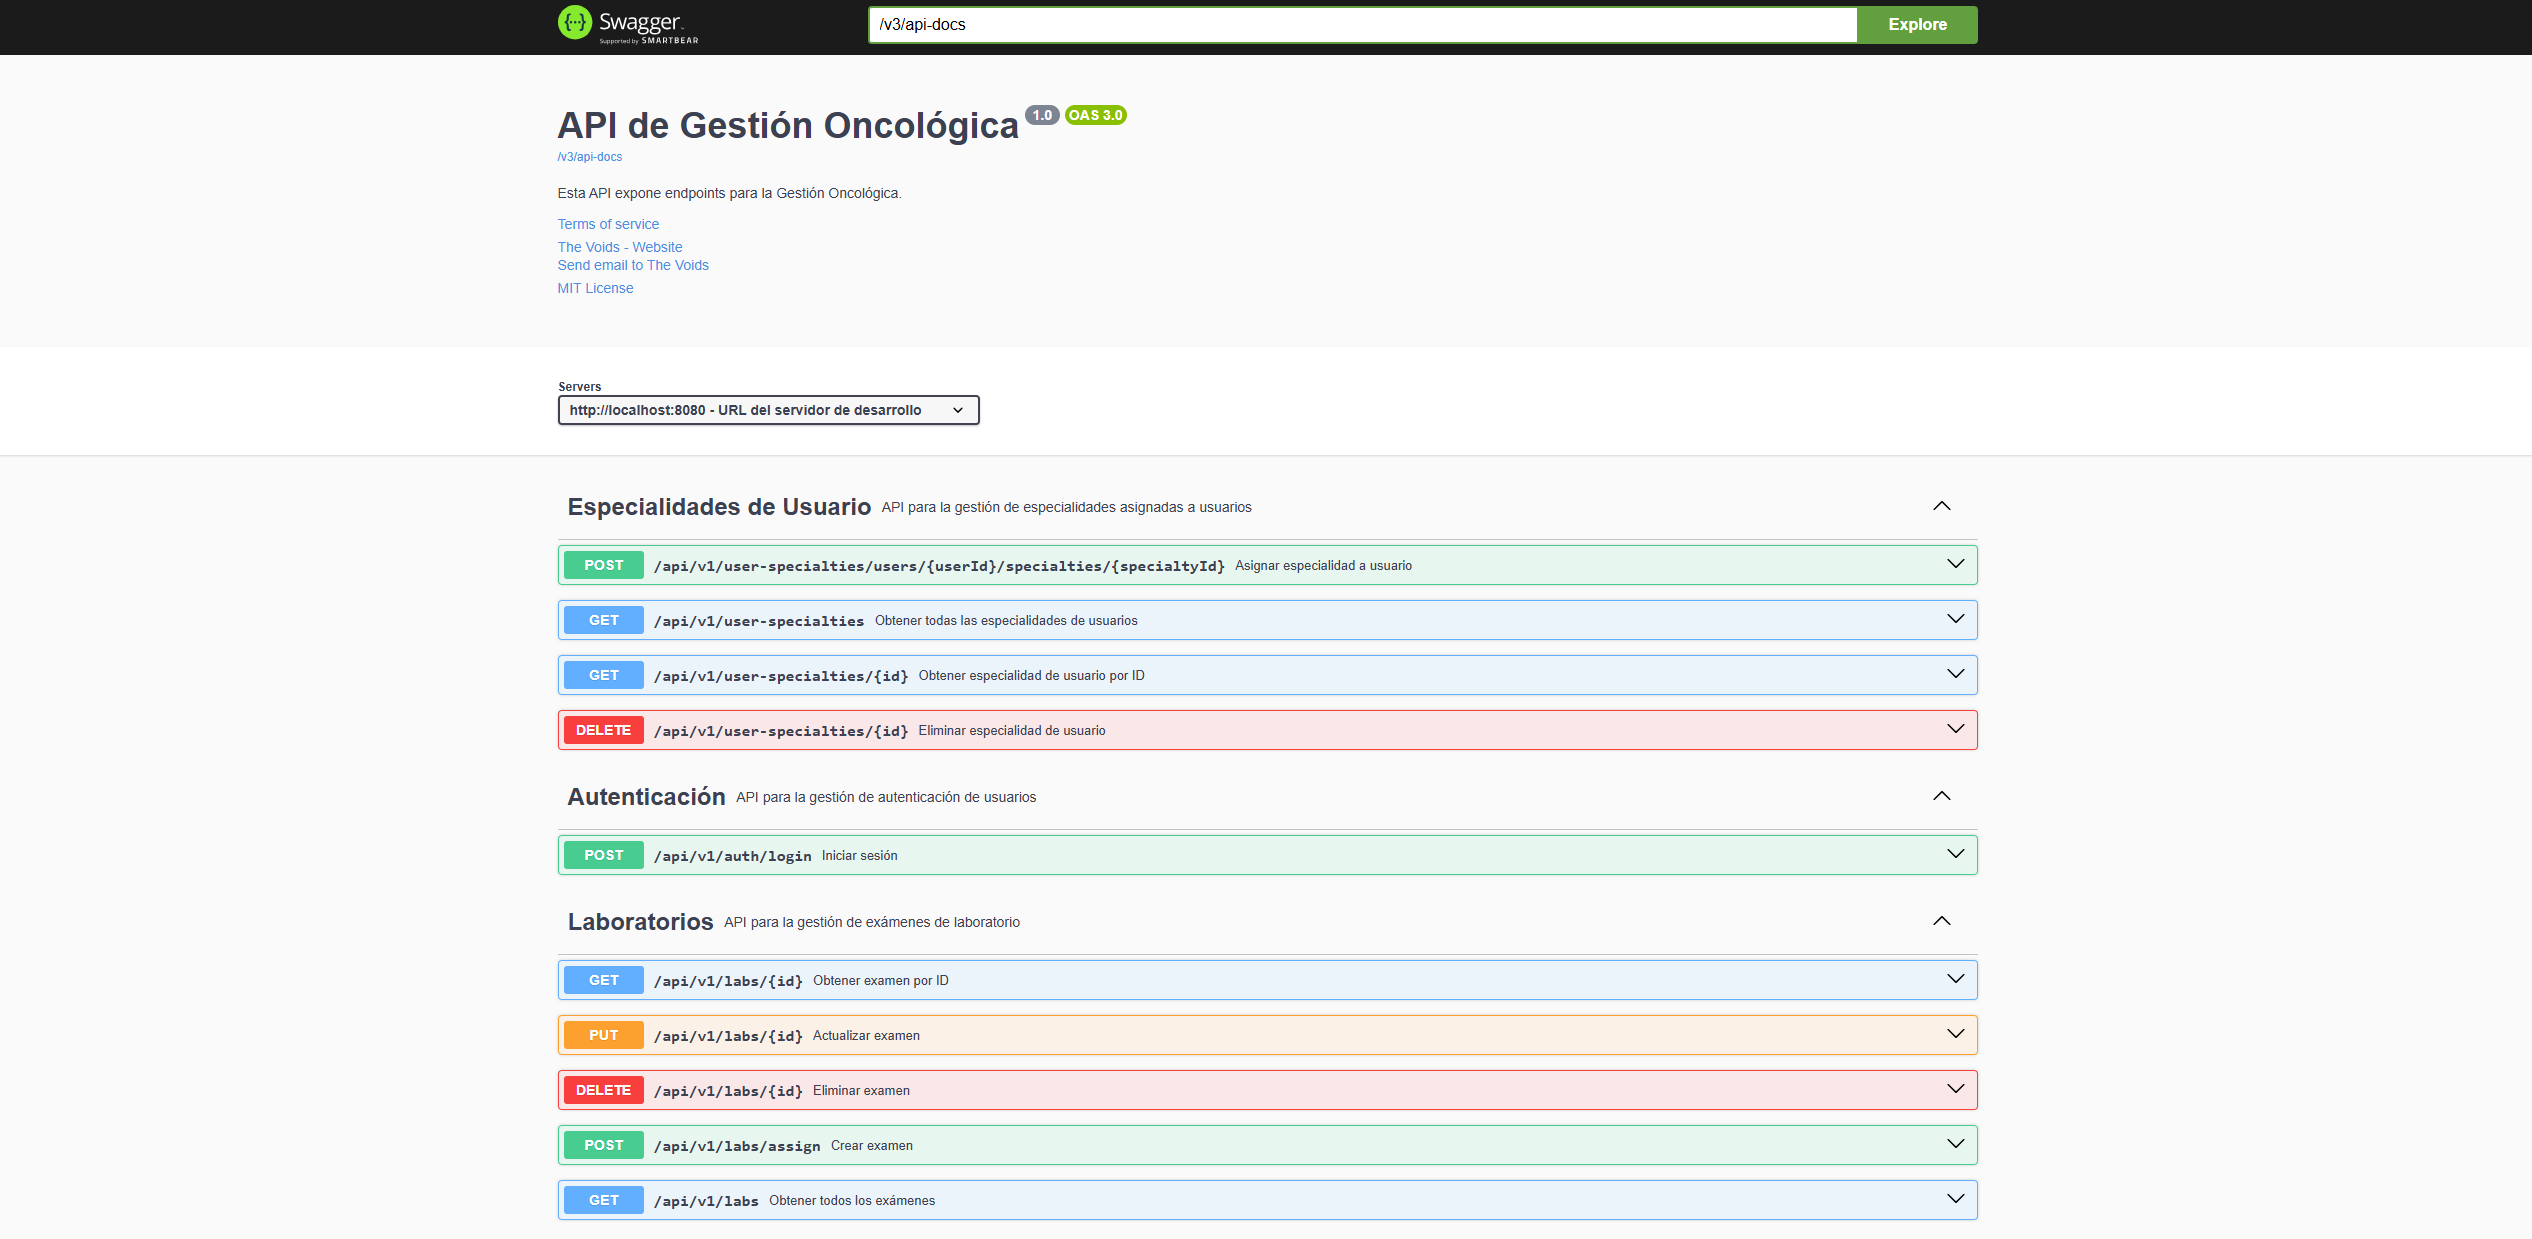 Swagger
Supported by SMARTBEAR
/v3/api-docs
Explore
API de Gestión Oncológica 1.0 OAS 3.0
/v3/api-docs
Esta API expone endpoints para la Gestión Oncológica.
Terms of service
The Voids - Website
Send email to The Voids
MIT License
Servers
http://localhost:8080 - URL del servidor de desarrollo
Especialidades de Usuario API para la gestión de especialidades asignadas a usuarios
POST /api/v1/user-specialties/users/{userId}/specialties/{specialtyId} Asignar especialidad a usuario
GET /api/v1/user-specialties Obtener todas las especialidades de usuarios
GET /api/v1/user-specialties/{id} Obtener especialidad de usuario por ID
DELETE /api/v1/user-specialties/{id} Eliminar especialidad de usuario
Autenticación API para la gestión de autenticación de usuarios
POST /api/v1/auth/login Iniciar sesión
Laboratorios API para la gestión de exámenes de laboratorio
GET /api/v1/labs/{id} Obtener examen por ID
PUT /api/v1/labs/{id} Actualizar examen
DELETE /api/v1/labs/{id} Eliminar examen
POST /api/v1/labs/assign Crear examen
GET /api/v1/labs Obtener todos los exámenes